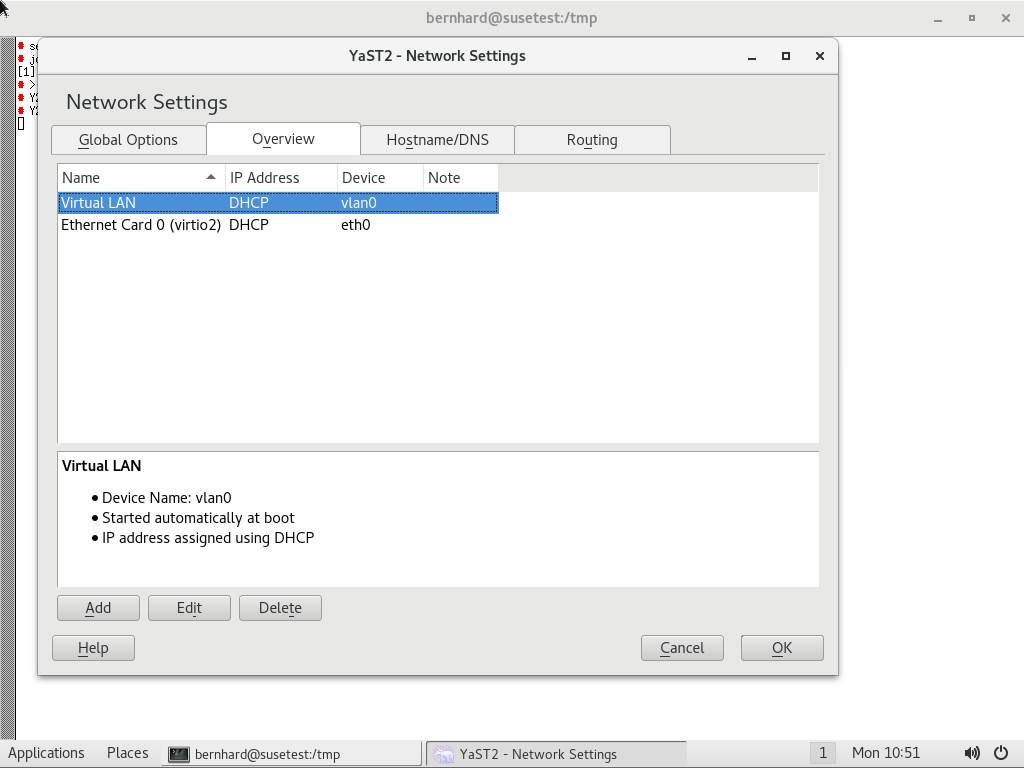 bernhard@susetest:/tmp
YaST2 - Network Settings
[1]
Network Settings
Global Options Overview Hostname/DNS Routing
Name IP Address Device Note
Virtual LAN DHCP vlan0
Ethernet Card 0 (virtio2) DHCP eth0
Virtual LAN
• Device Name: vlan0
• Started automatically at boot
• IP address assigned using DHCP
Add Edit Delete
Help Cancel OK
Applications Places bernhard@susetest:/tmp YaST2 - Network Settings 1 Mon 10:51